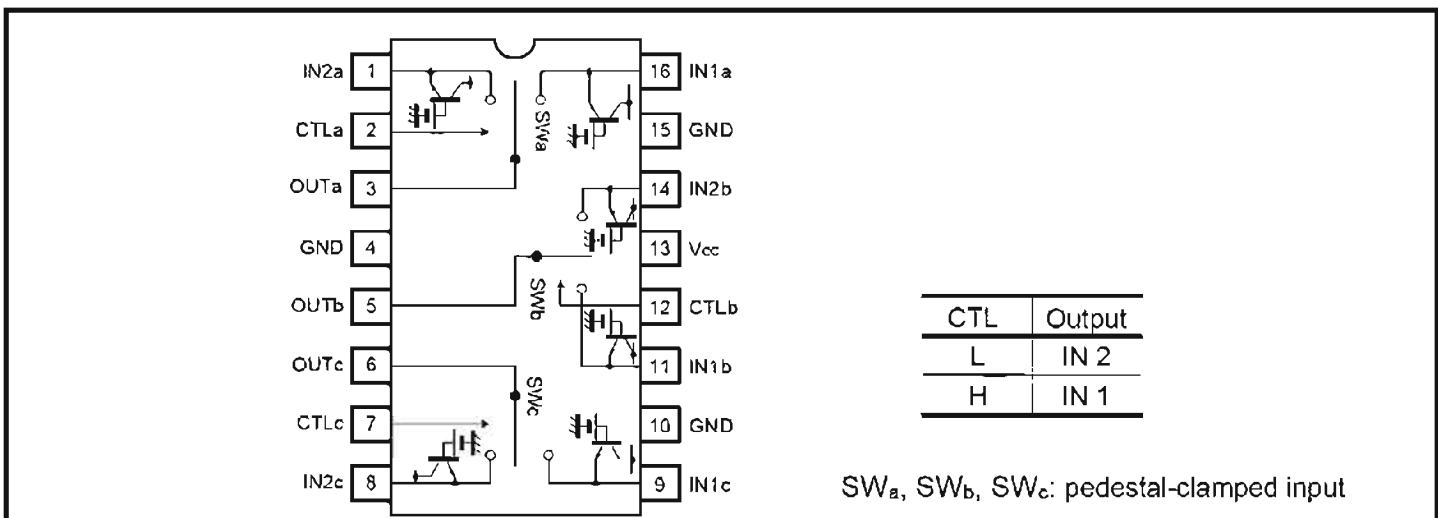 IN2a 1 16 IN1a
CTLa 2 15 GND
SWa
OUTa 3 14 IN2b
GND 4 13 Vcc
SWb
OUTb 5 12 CTLb
OUTc 6 11 IN1b
SWc
CTLc 7 10 GND
IN2c 8 9 IN1c
CTL Output
L IN 2
H IN 1
SWa, SWb, SWc: pedestal-clamped input